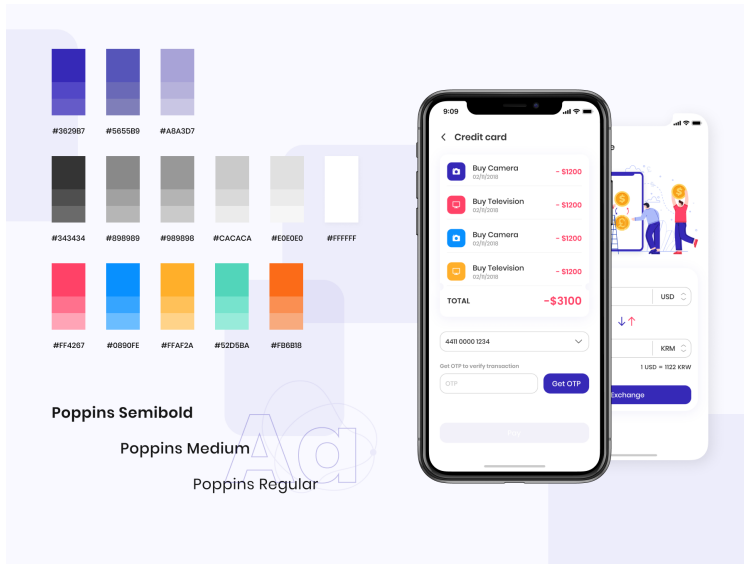 #3629B7
#5655B9
#A8A3D7
#343434
#898989
#989898
#CACACA
#E0E0E0
#FFFFFF
#FF4267
#0890FE
#FFAF2A
#52D5BA
#FB6B18
Poppins Semibold
Poppins Medium
Poppins Regular
Aa
9:09
Credit card
Buy Camera
02/11/2018
- $1200
Buy Television
02/11/2018
- $1200
Buy Camera
02/11/2018
- $1200
Buy Television
02/11/2018
- $1200
TOTAL
-$3100
4411 0000 1234
Get OTP to verify transaction
OTP
Get OTP
Pay
e
USD
KRM
1 USD = 1122 KRW
Exchange